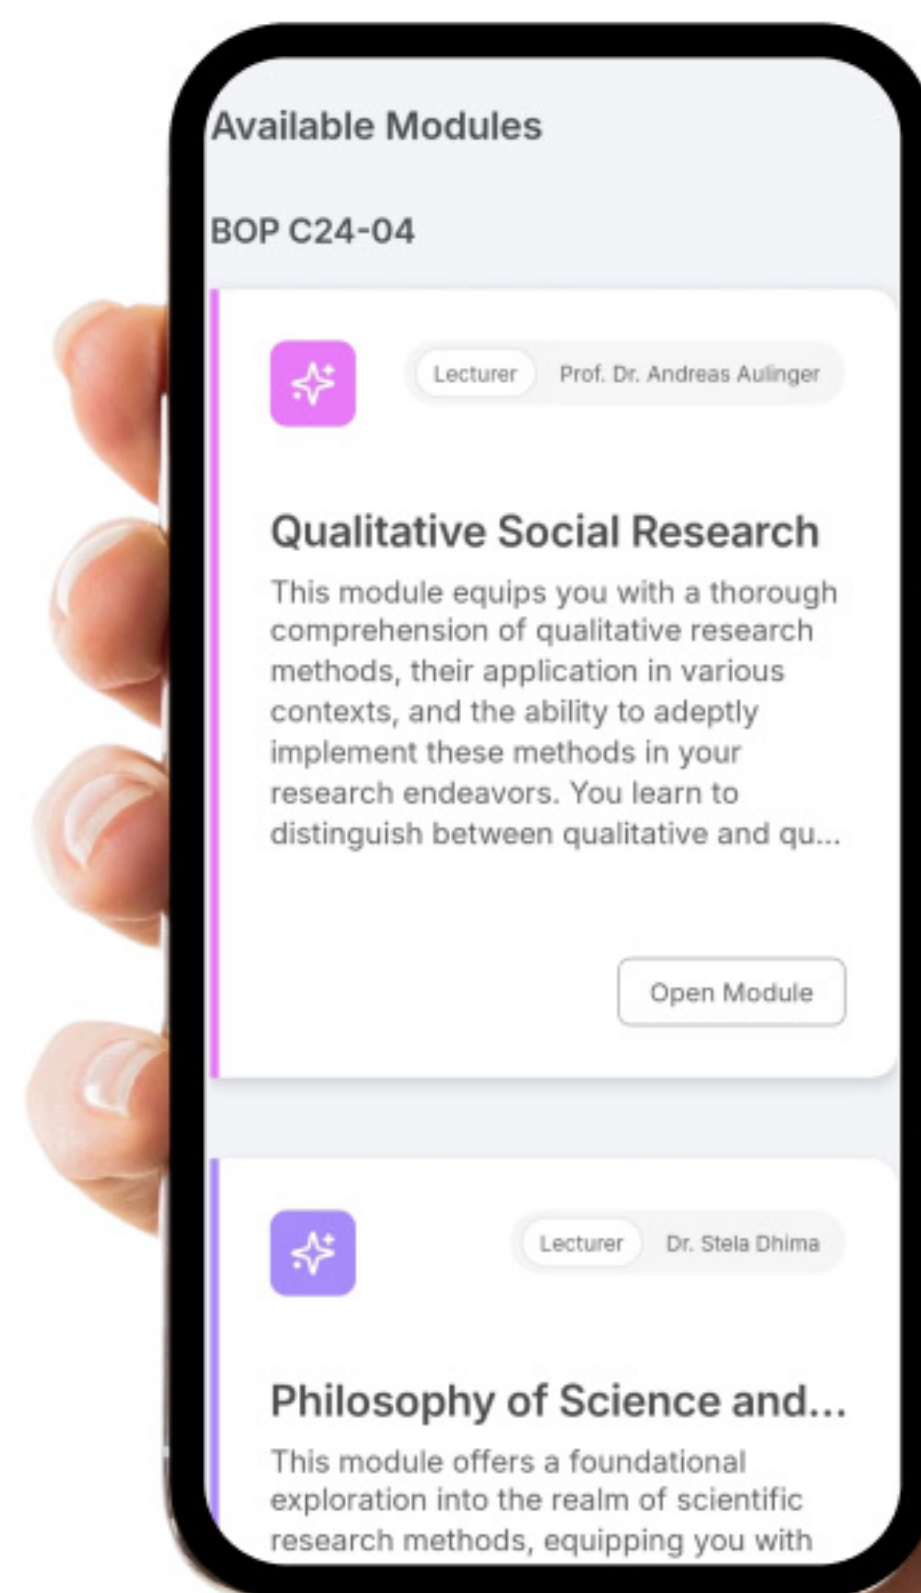 Available Modules
BOP C24-04
Lecturer Prof. Dr. Andreas Aulinger
Qualitative Social Research
This module equips you with a thorough
comprehension of qualitative research
methods, their application in various
contexts, and the ability to adeptly
implement these methods in your
research endeavors. You learn to
distinguish between qualitative and qu...
Open Module
Lecturer Dr. Stela Dhima
Philosophy of Science and...
This module offers a foundational
exploration into the realm of scientific
research methods, equipping you with